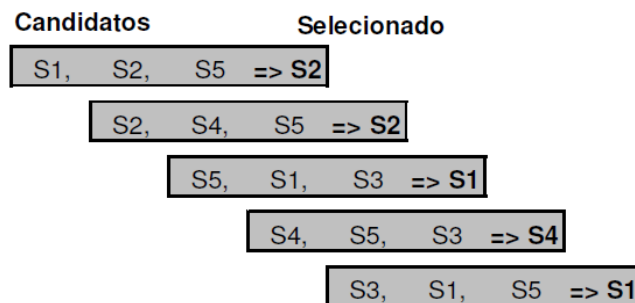 Candidatos Selecionado
S1, S2, S5 => S2
S2, S4, S5 => S2
S5, S1, S3 => S1
S4, S5, S3 => S4
S3, S1, S5 => S1